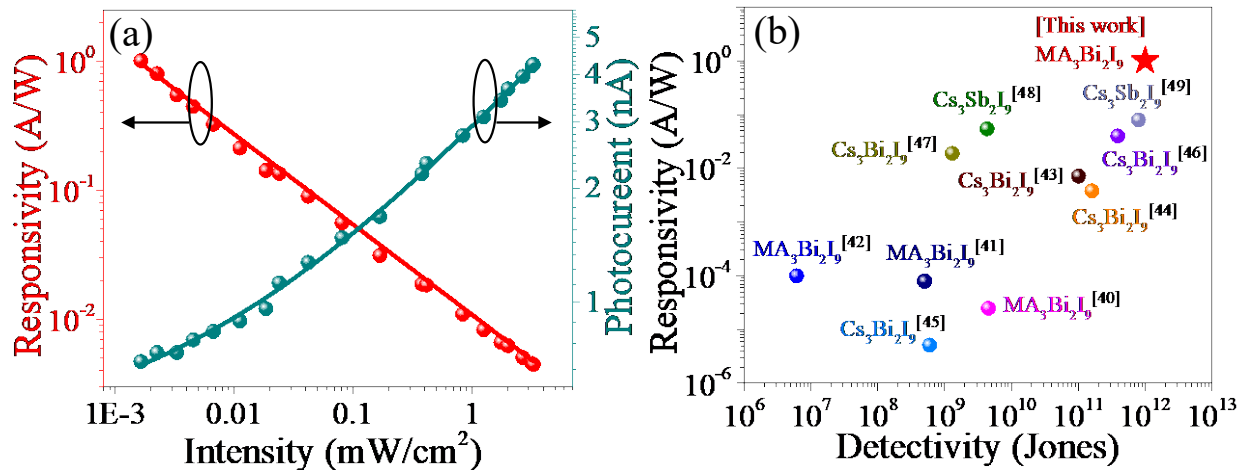 (a)
Responsivity (A/W)
10⁰
10⁻¹
10⁻²
1E-3
0.01
0.1
1
Intensity (mW/cm²)
5
4
3
2
1
Photocureent (nA)
(b)
Responsivity (A/W)
10⁰
10⁻²
10⁻⁴
10⁻⁶
[This work]
MA₃Bi₂I₉
Cs₃Sb₂I₉[48]
Cs₃Sb₂I₉[49]
Cs₃Bi₂I₉[47]
Cs₃Bi₂I₉[46]
Cs₃Bi₂I₉[43]
Cs₃Bi₂I₉[44]
MA₃Bi₂I₉[42]
MA₃Bi₂I₉[41]
MA₃Bi₂I₉[40]
Cs₃Bi₂I₉[45]
10⁶
10⁷
10⁸
10⁹
10¹⁰
10¹¹
10¹²
10¹³
Detectivity (Jones)